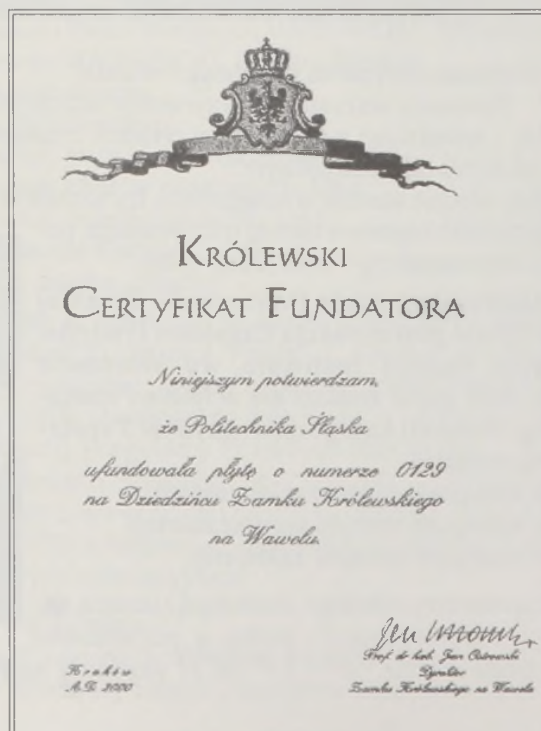 KRÓLEWSKI
CERTYFIKAT FUNDATORA
Niniejszym potwierdzam,
że Politechnika Śląska
ufundowała płytę o numerze 0129
na Dziedzińcu Zamku Królewskiego
na Wawelu.
Prof. dr hab. Jan Ostrowski
Dyrektor
Zamku Królewskiego na Wawelu
Kraków
A.D. 2000